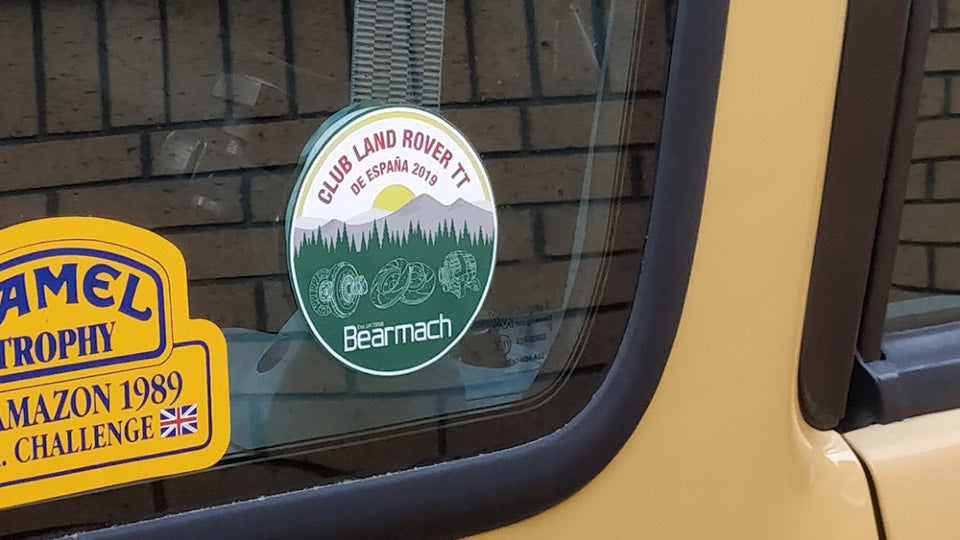 CLUB LAND ROVER TT
DE ESPAÑA 2019
Bearmach
AMEL
TROPHY
AMAZON 1989
. CHALLENGE